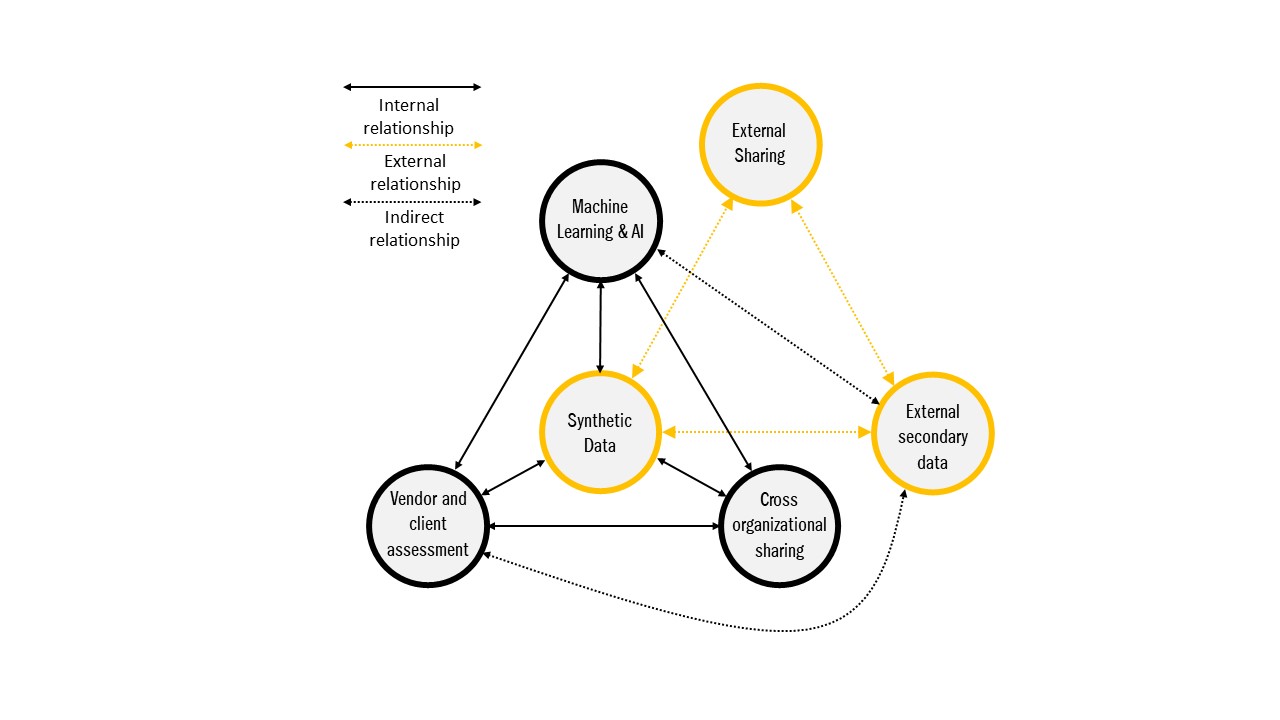 Internal
relationship
External
relationship
Indirect
relationship
External
Sharing
Machine
Learning & AI
Synthetic
Data
External
secondary
data
Vendor and
client
assessment
Cross
organizational
sharing